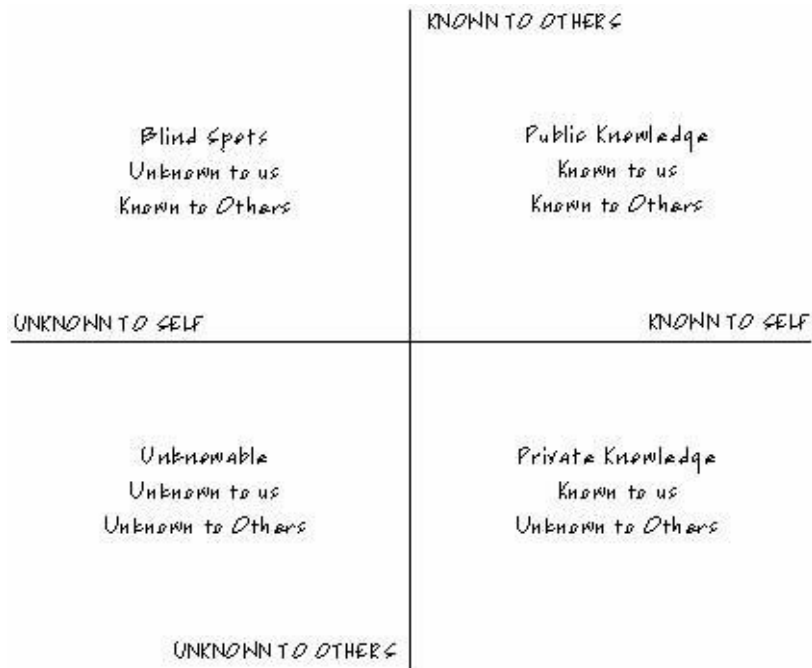 KNOWN TO OTHERS
Blind Spots
Unknown to us
Known to Others
Public Knowledge
Known to us
Known to Others
UNKNOWN TO SELF
KNOWN TO SELF
Unknowable
Unknown to us
Unknown to Others
Private Knowledge
Known to us
Unknown to Others
UNKNOWN TO OTHERS